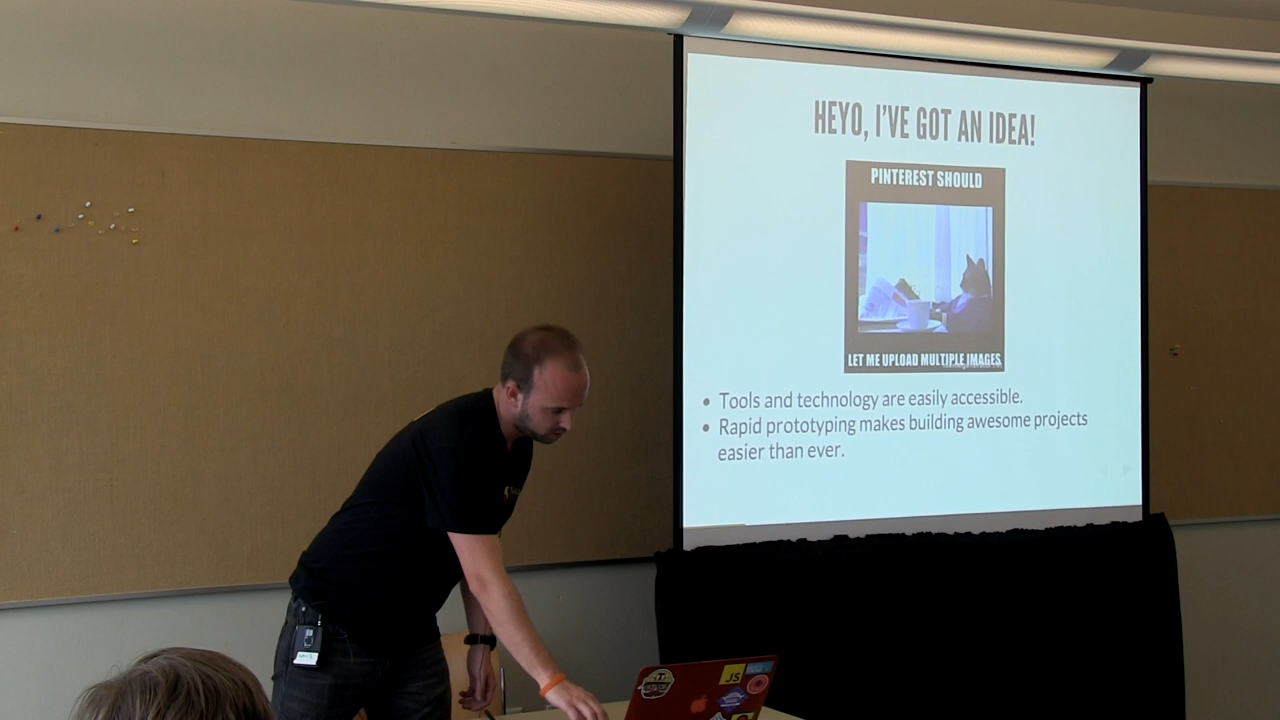 HEYO, I'VE GOT AN IDEA!
PINTEREST SHOULD
LET ME UPLOAD MULTIPLE IMAGES
• Tools and technology are easily accessible.
• Rapid prototyping makes building awesome projects
easier than ever.
JS